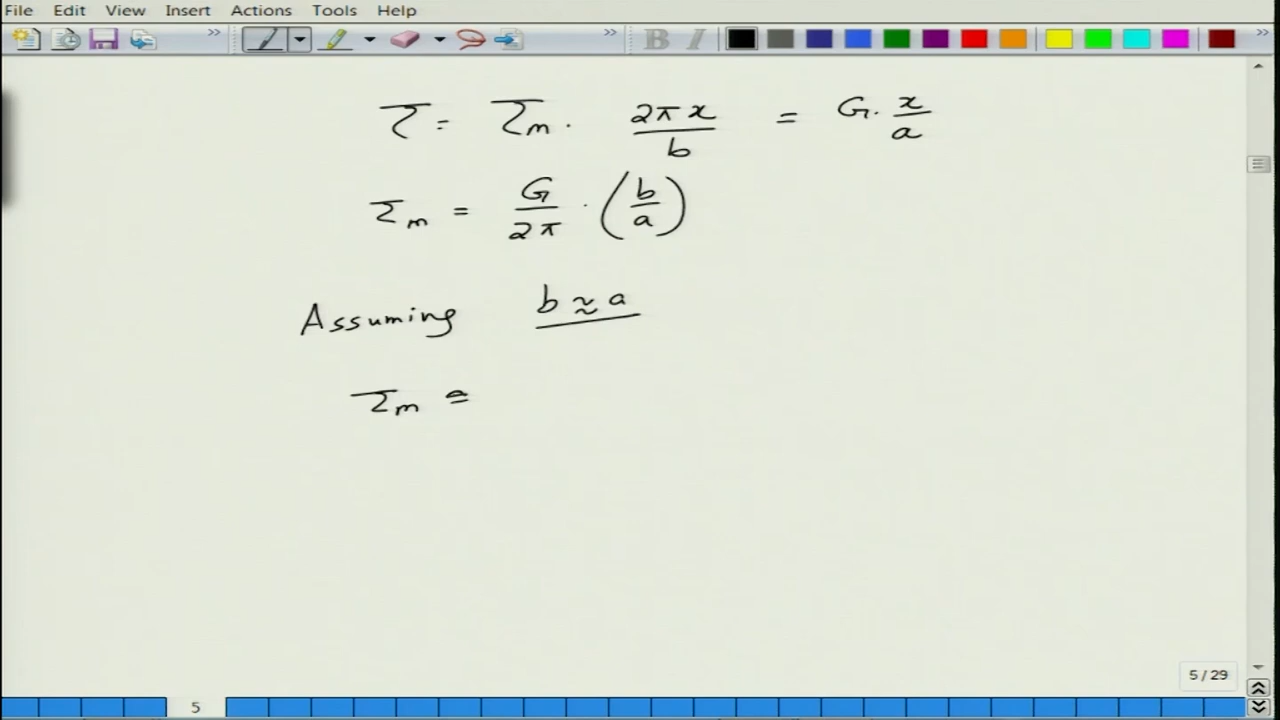 File Edit View Insert Actions Tools Help
B I
τ = τm · 2πx/b = G · x/a
τm = G/2π · (b/a)
Assuming b ≈ a
τm ≅
5 / 29
5